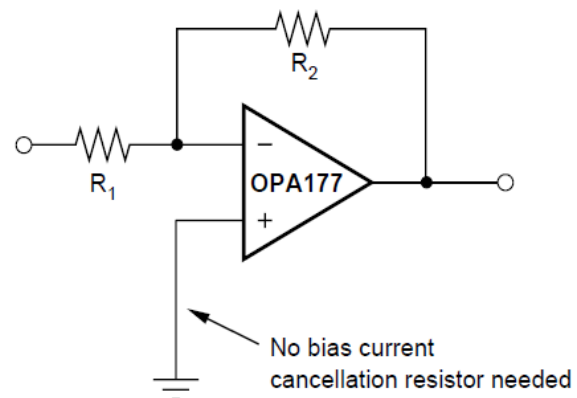 R2
R1
−
OPA177
+
No bias current
cancellation resistor needed